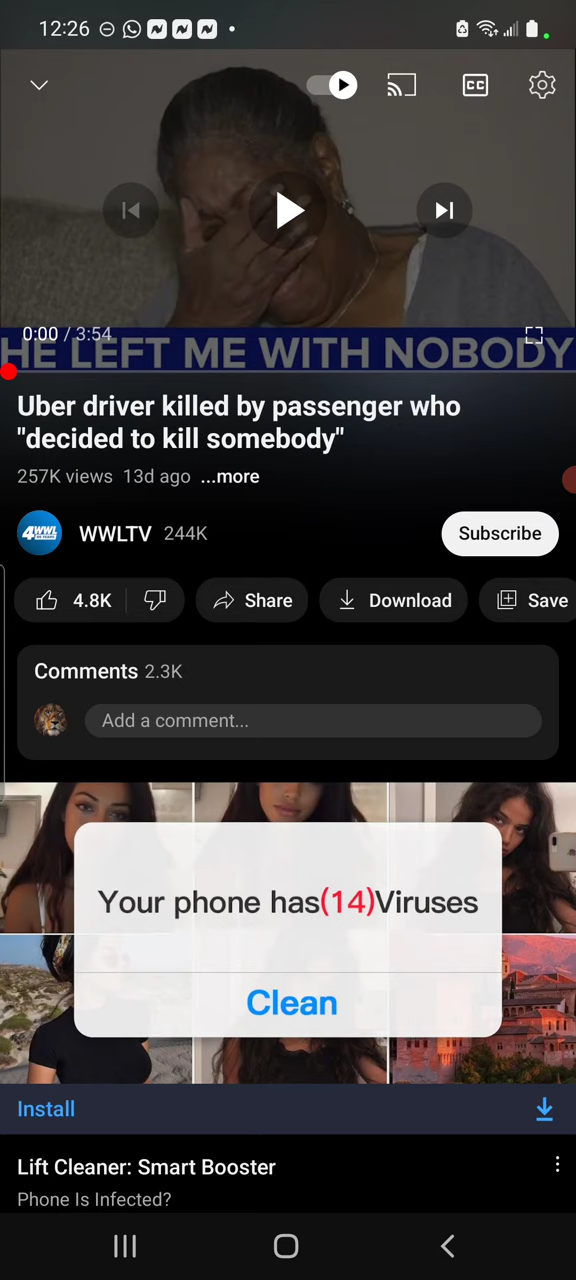 12:26
CC
0:00 / 3:54
HE LEFT ME WITH NOBODY
Uber driver killed by passenger who
"decided to kill somebody"
257K views 13d ago ...more
4WWL
WWLTV 244K
Subscribe
4.8K
Share
Download
Save
Comments 2.3K
Add a comment...
Your phone has(14)Viruses
Clean
Install
Lift Cleaner: Smart Booster
Phone Is Infected?